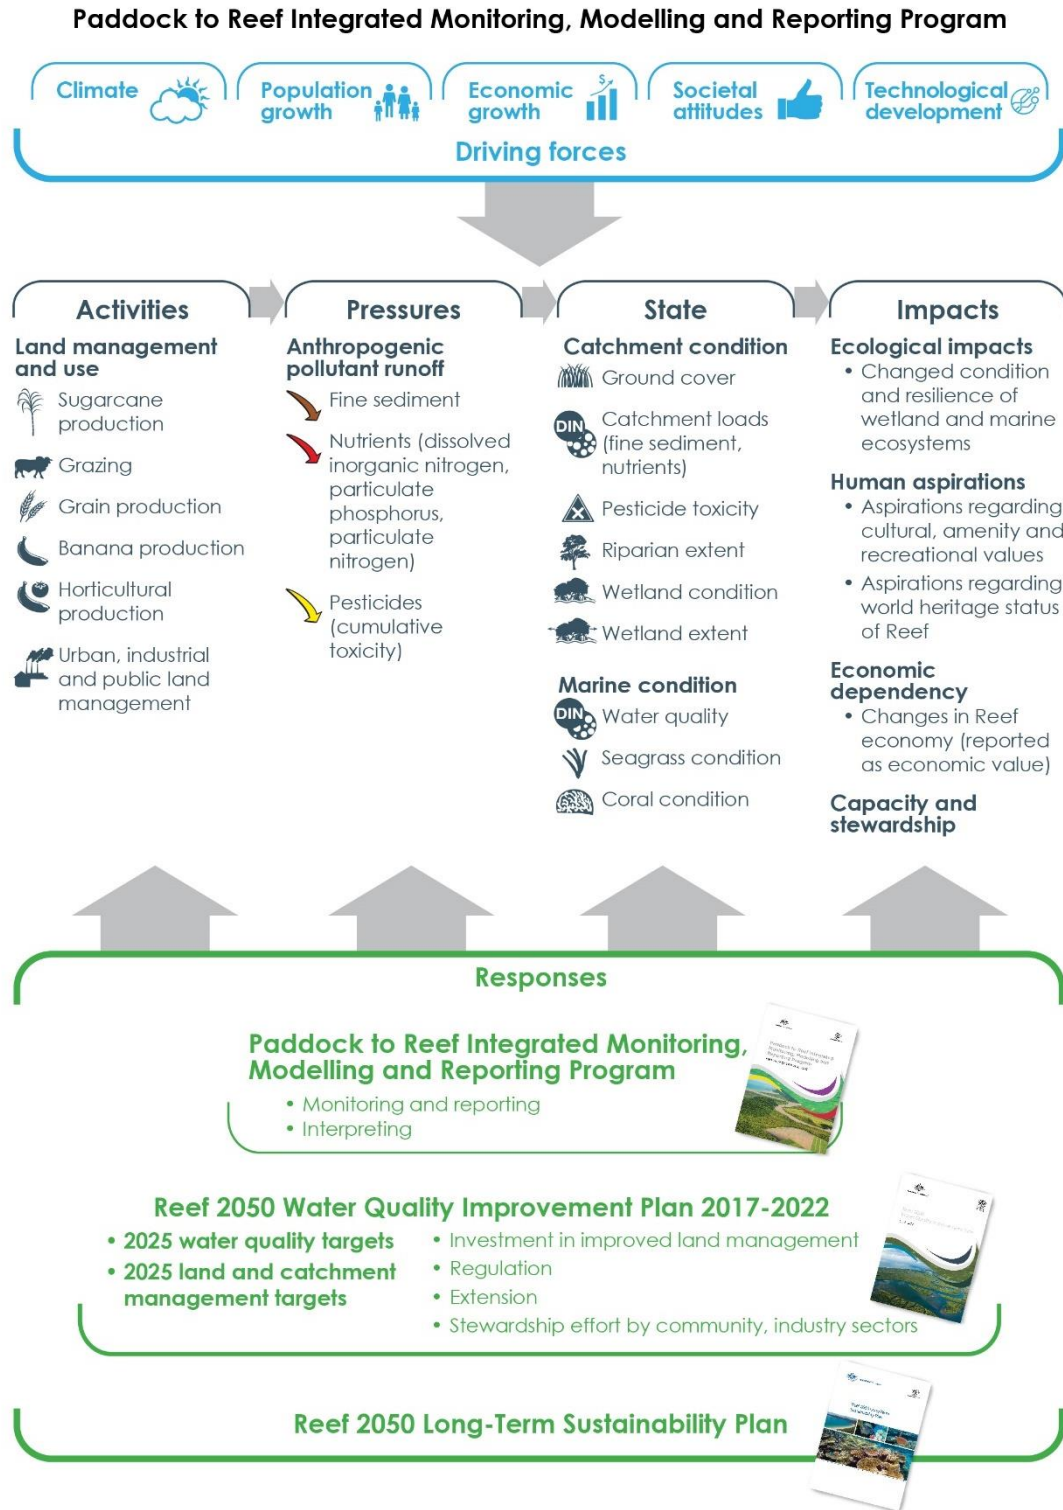 Paddock to Reef Integrated Monitoring, Modelling and Reporting Program
Climate
Population
growth
Economic
growth
$
Societal
attitudes
Technological
development
Driving forces
Activities
Land management
and use
Sugarcane
production
Grazing
Grain production
Banana production
Horticultural
production
Urban, industrial
and public land
management
Pressures
Anthropogenic
pollutant runoff
Fine sediment
Nutrients (dissolved
inorganic nitrogen,
particulate
phosphorus,
particulate
nitrogen)
Pesticides
(cumulative
toxicity)
State
Catchment condition
Ground cover
DIN
Catchment loads
(fine sediment,
nutrients)
Pesticide toxicity
Riparian extent
Wetland condition
Wetland extent
Marine condition
DIN
Water quality
Seagrass condition
Coral condition
Impacts
Ecological impacts
• Changed condition
and resilience of
wetland and marine
ecosystems
Human aspirations
• Aspirations regarding
cultural, amenity and
recreational values
• Aspirations regarding
world heritage status
of Reef
Economic
dependency
• Changes in Reef
economy (reported
as economic value)
Capacity and
stewardship
Responses
Paddock to Reef Integrated Monitoring,
Modelling and Reporting Program
• Monitoring and reporting
• Interpreting
Paddock to Reef Integrated
Monitoring, Modelling and
Reporting Program
Reef 2050 Water Quality Improvement Plan 2017-2022
• 2025 water quality targets
• 2025 land and catchment
management targets
• Investment in improved land management
• Regulation
• Extension
• Stewardship effort by community, industry sectors
Reef 2050 Long-Term Sustainability Plan